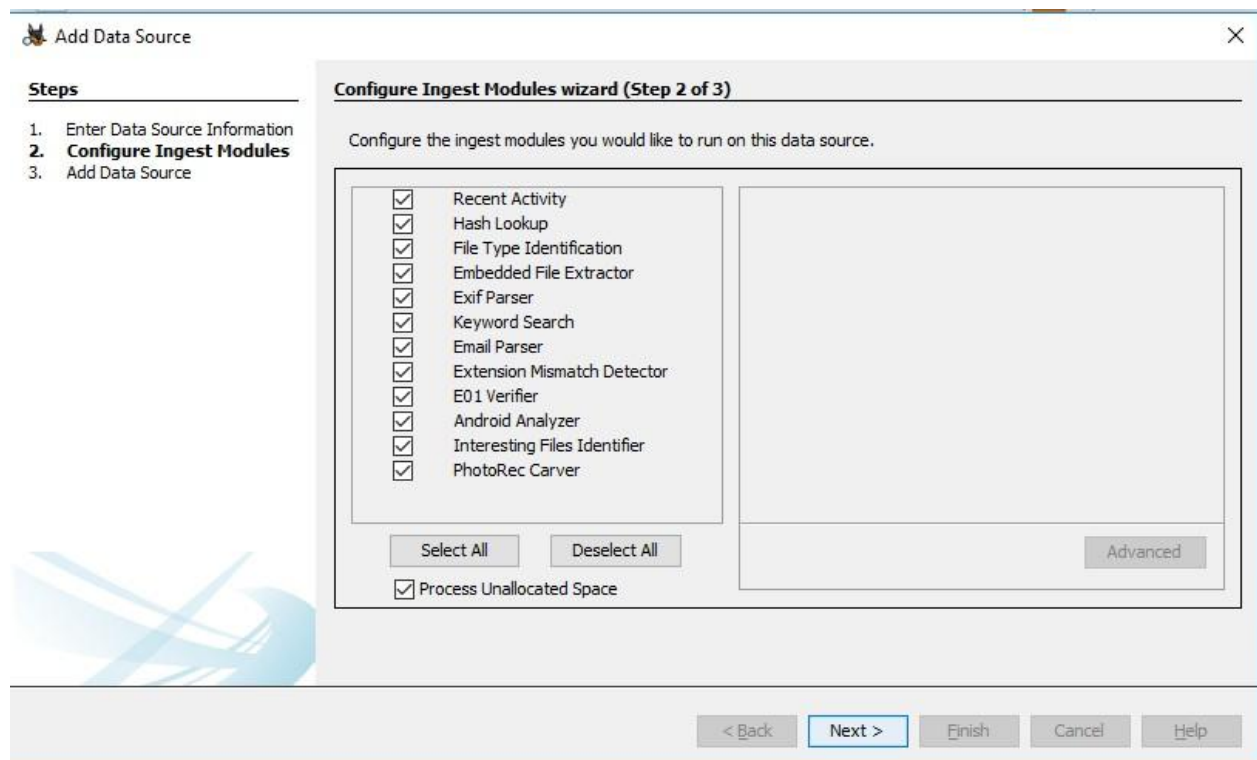 Add Data Source
Steps
1. Enter Data Source Information
2. Configure Ingest Modules
3. Add Data Source
Configure Ingest Modules wizard (Step 2 of 3)
Configure the ingest modules you would like to run on this data source.
Recent Activity
Hash Lookup
File Type Identification
Embedded File Extractor
Exif Parser
Keyword Search
Email Parser
Extension Mismatch Detector
E01 Verifier
Android Analyzer
Interesting Files Identifier
PhotoRec Carver
Select All Deselect All
Process Unallocated Space
Advanced
< Back Next > Finish Cancel Help